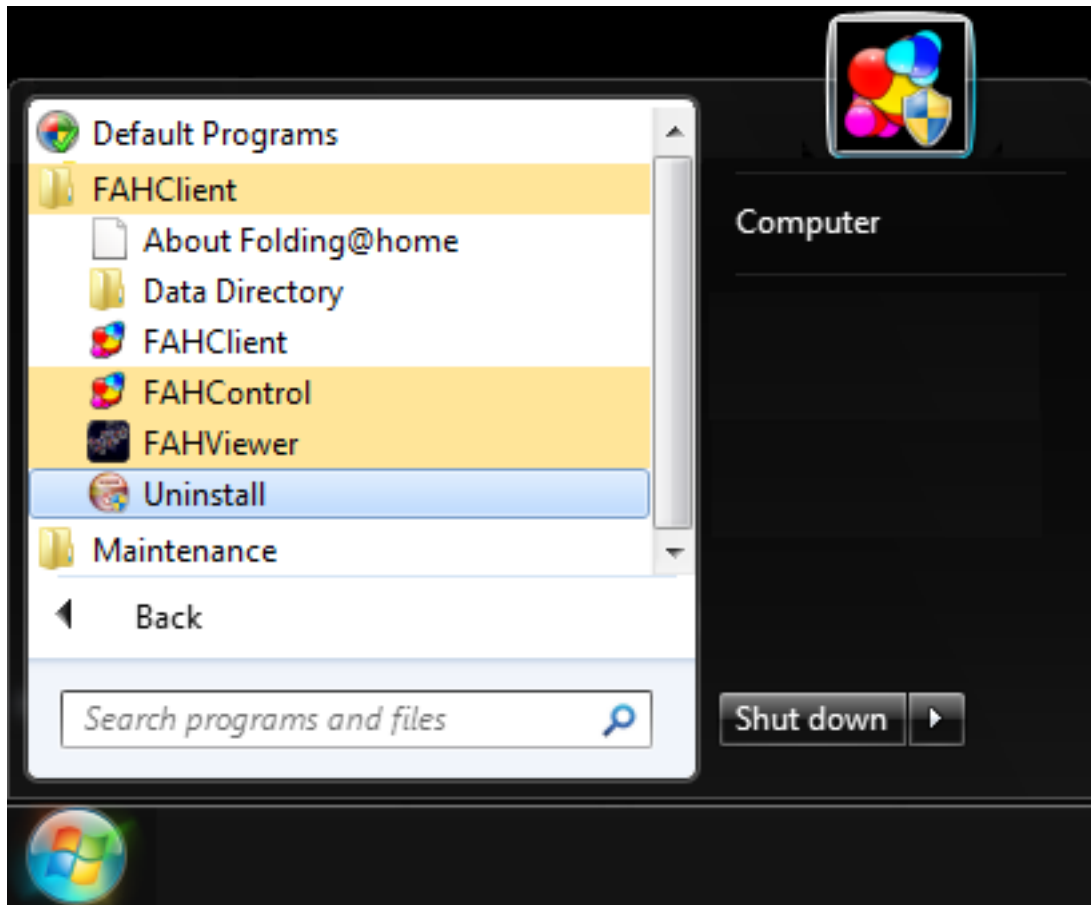 Default Programs
FAHClient
About Folding@home
Data Directory
FAHClient
FAHControl
FAHViewer
Uninstall
Maintenance
Back
Search programs and files
Computer
Shut down